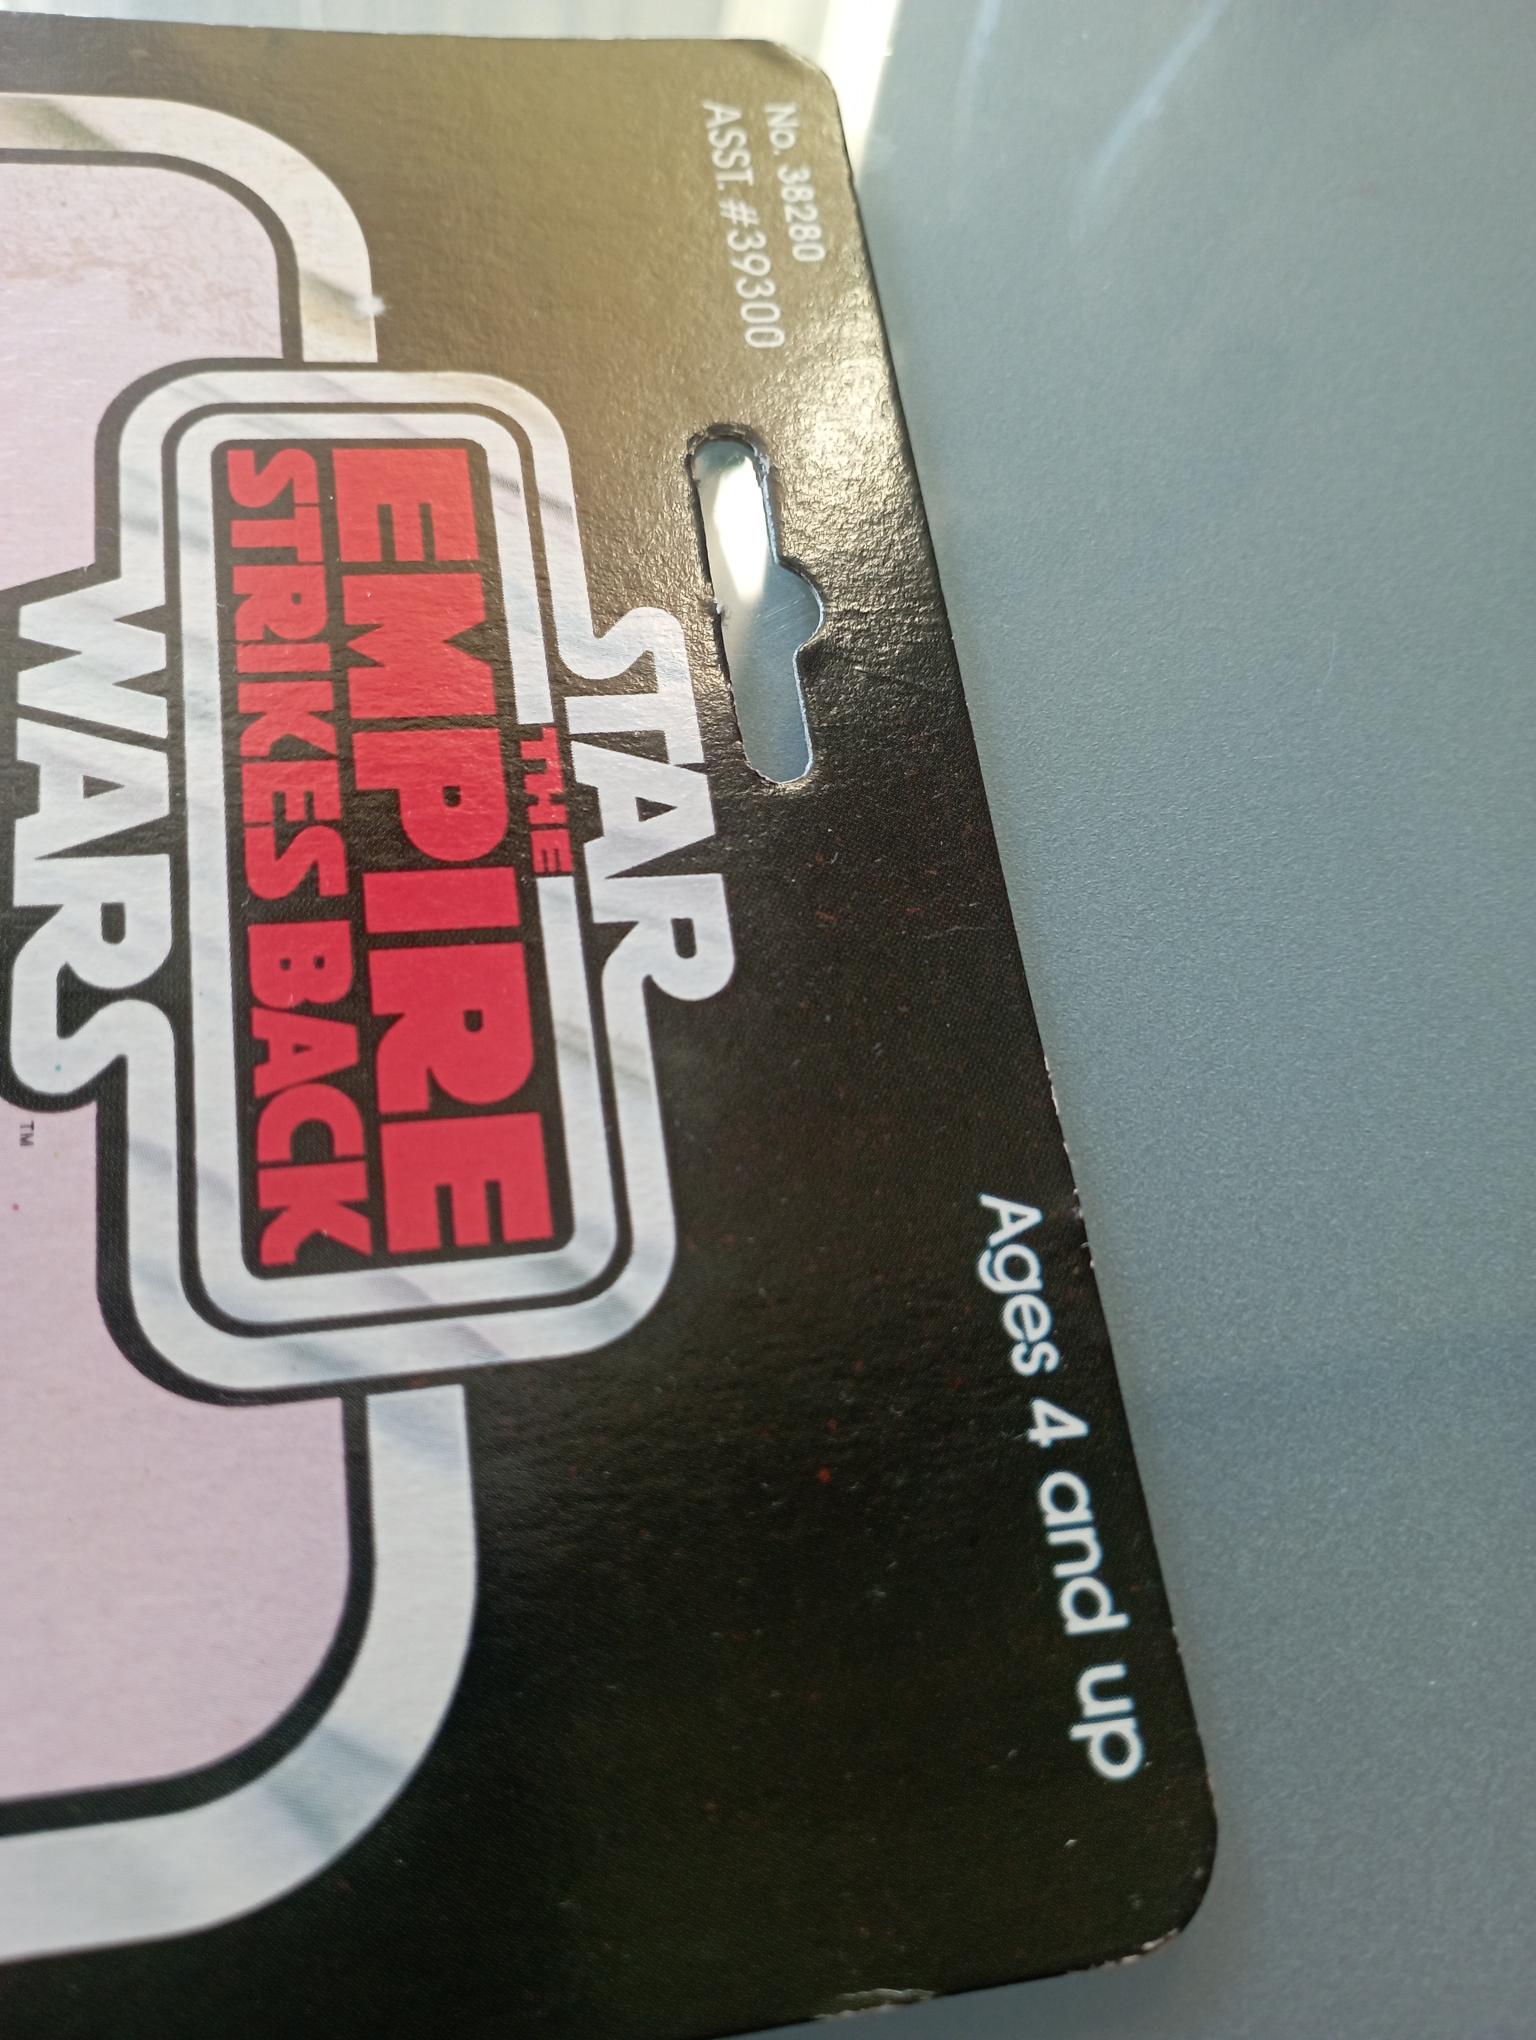 No. 38280
ASST. #39300
Ages 4 and up
STAR
THE
EMPIRE
STRIKES BACK
WARS
TM